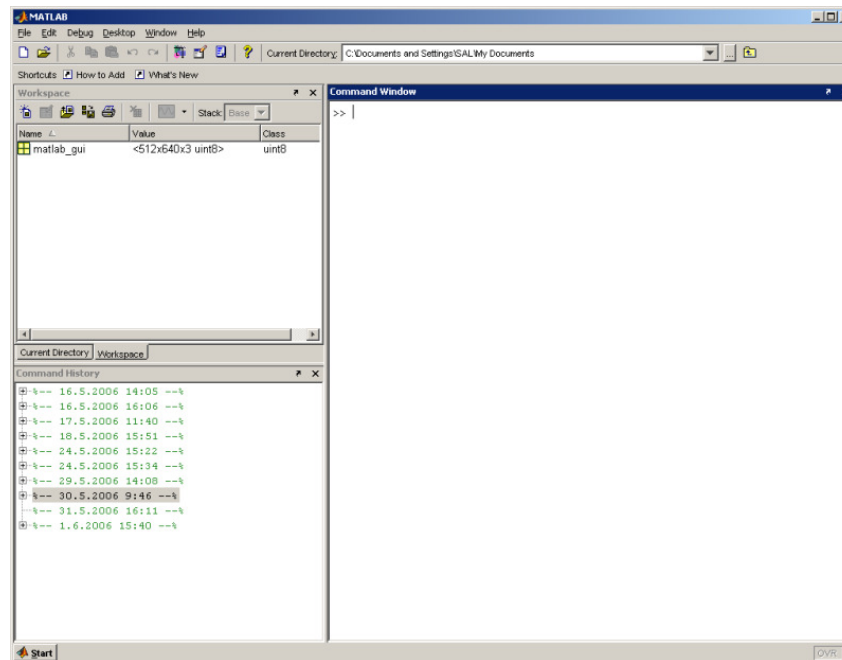 MATLAB
File Edit Debug Desktop Window Help
Current Directory: C:\Documents and Settings\SAL\My Documents
Shortcuts How to Add What's New
Workspace
Stack: Base
Name Value Class
matlab_gui <512x640x3 uint8> uint8
Current Directory Workspace
Command History
%-- 16.5.2006 14:05 --%
%-- 16.5.2006 16:06 --%
%-- 17.5.2006 11:40 --%
%-- 18.5.2006 15:51 --%
%-- 24.5.2006 15:22 --%
%-- 24.5.2006 15:34 --%
%-- 29.5.2006 14:08 --%
%-- 30.5.2006 9:46 --%
%-- 31.5.2006 16:11 --%
%-- 1.6.2006 15:40 --%
Command Window
>>
Start
OVR